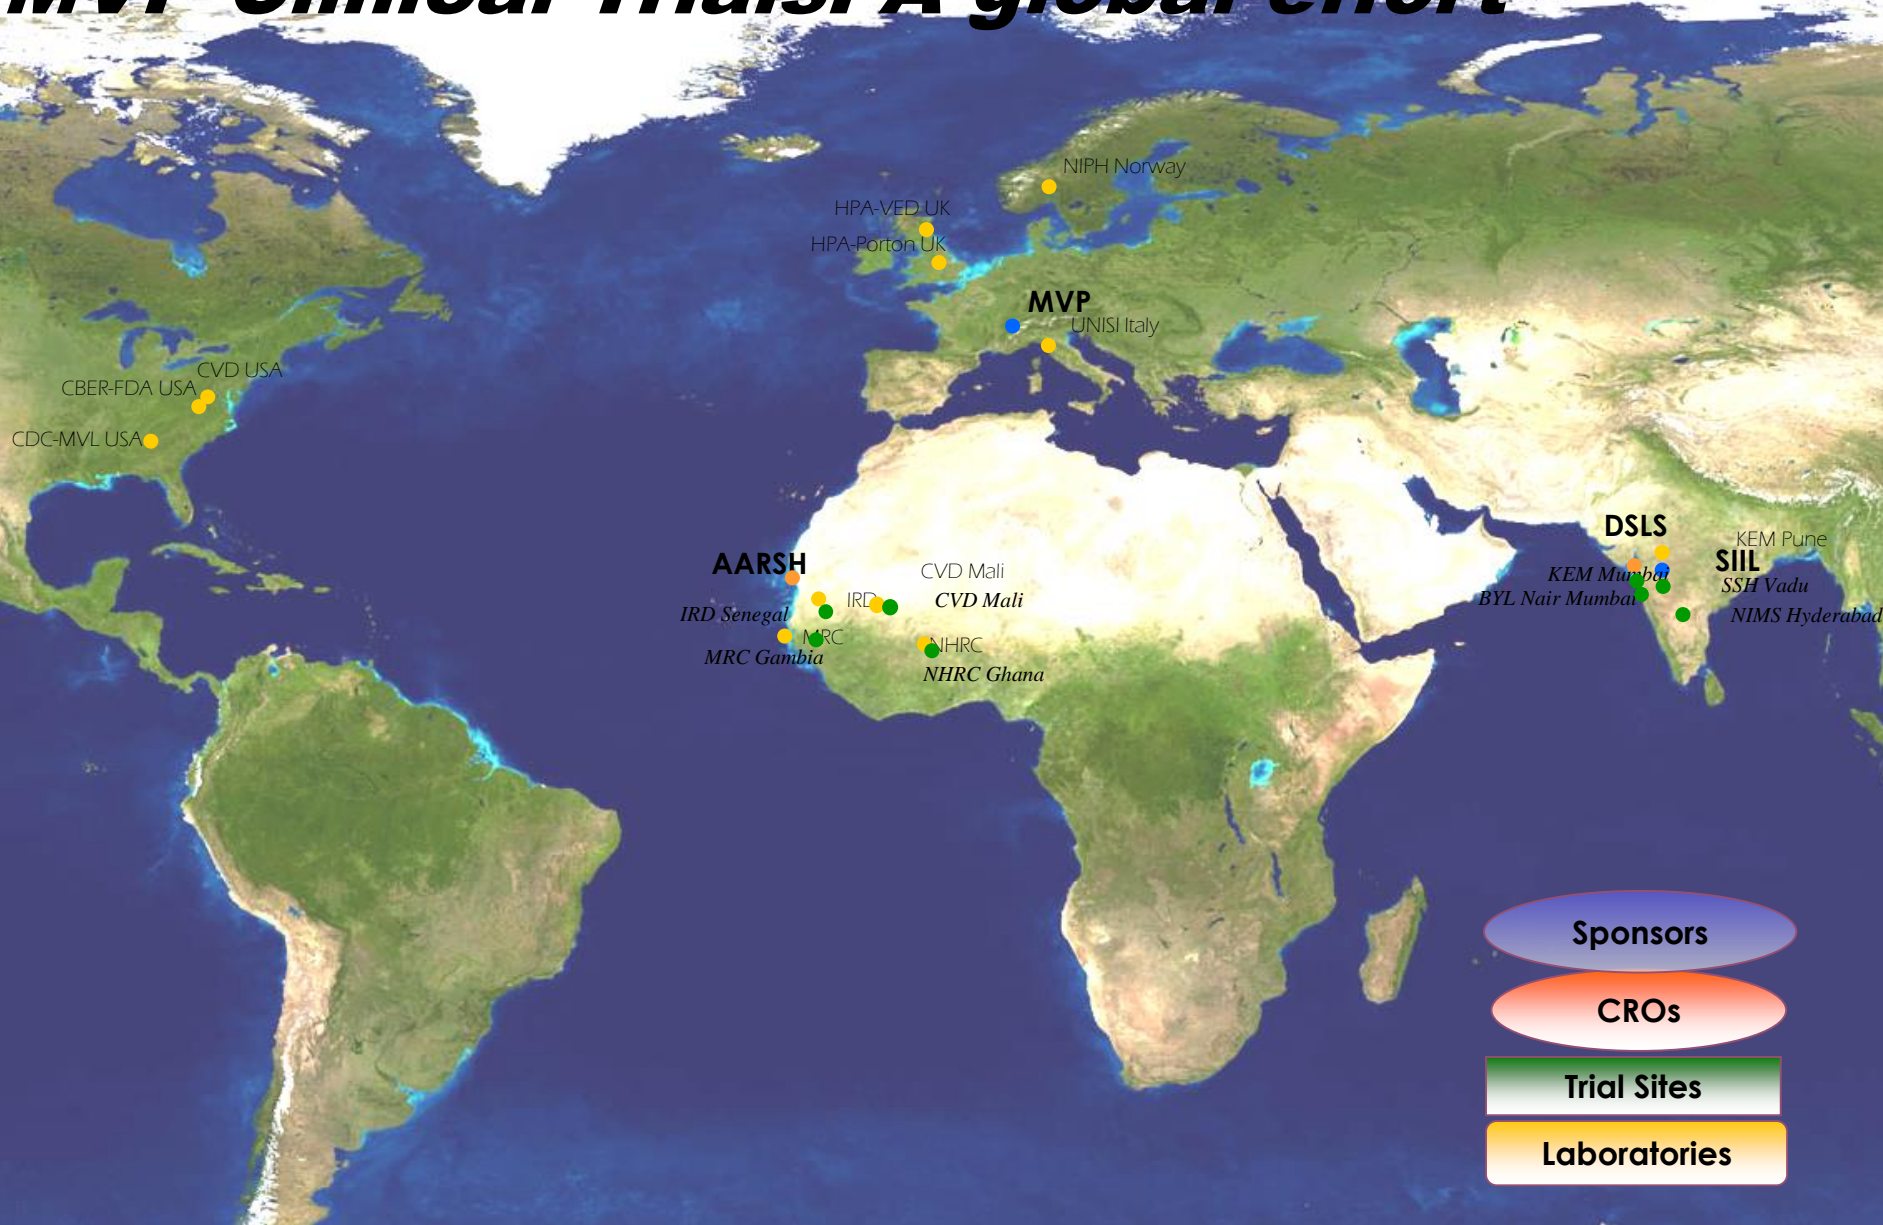 MVP Clinical Trials: A global effort
NIPH Norway
HPA-VED UK
HPA-Porton UK
MVP
UNISI Italy
CVD USA
CBER-FDA USA
CDC-MVL USA
DSLS
KEM Pune
SIIL
KEM Mumbai
SSH Vadu
BYL Nair Mumbai
NIMS Hyderabad
AARSH
CVD Mali
IRD
CVD Mali
IRD Senegal
MRC
NHRC
MRC Gambia
NHRC Ghana
Sponsors
CROs
Trial Sites
Laboratories